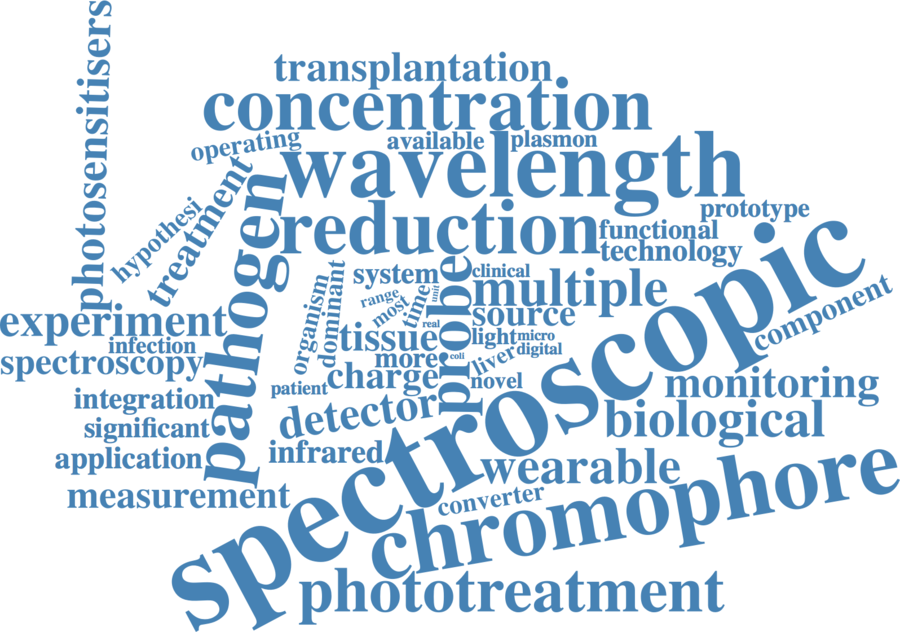 photosensitisers
transplantation
concentration
operating
available
plasmon
wavelength
hypothesi
treatment
pathogen
reduction
prototype
functional
technology
spectroscopic
component
system
clinical
multiple
probe
organism
dominant
range
most
time
unit
source
experiment
infection
spectroscopy
tissue
real
light
micro
digital
more
coli
liver
novel
charge
patient
integration
significant
application
measurement
detector
infrared
monitoring
biological
wearable
converter
chromophore
phototreatment